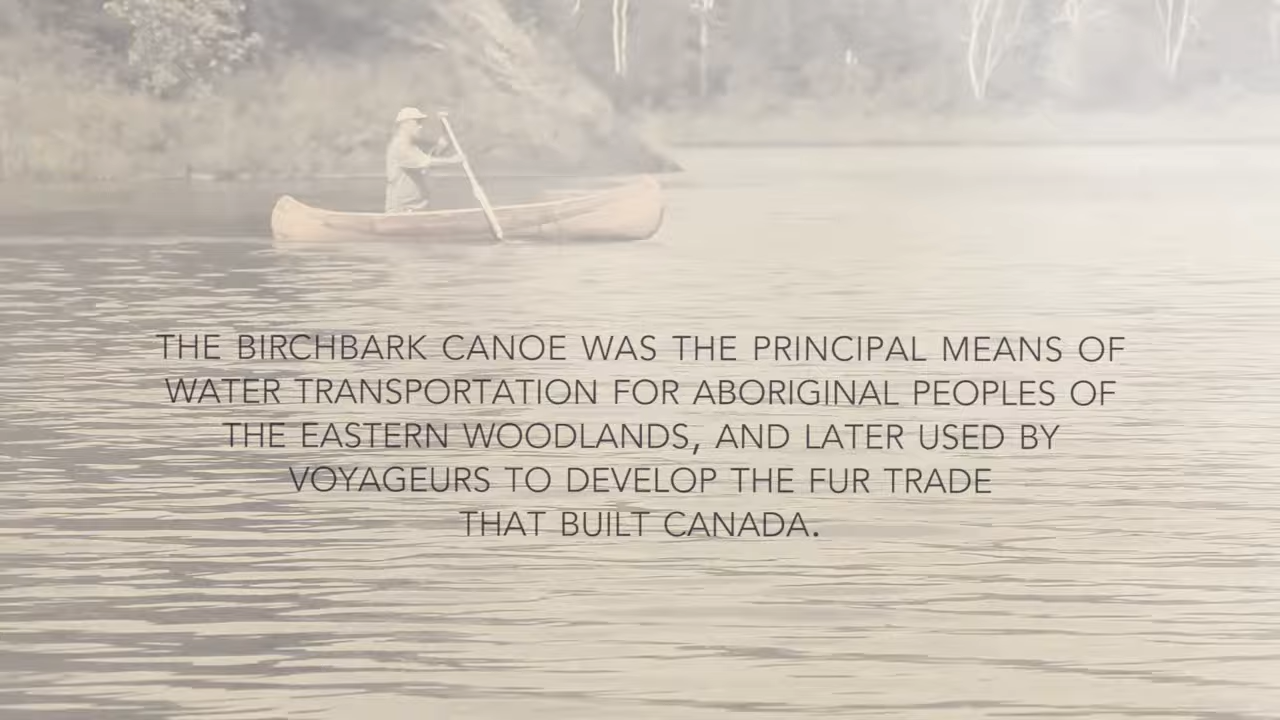 THE BIRCHBARK CANOE WAS THE PRINCIPAL MEANS OF
WATER TRANSPORTATION FOR ABORIGINAL PEOPLES OF
THE EASTERN WOODLANDS, AND LATER USED BY
VOYAGEURS TO DEVELOP THE FUR TRADE
THAT BUILT CANADA.